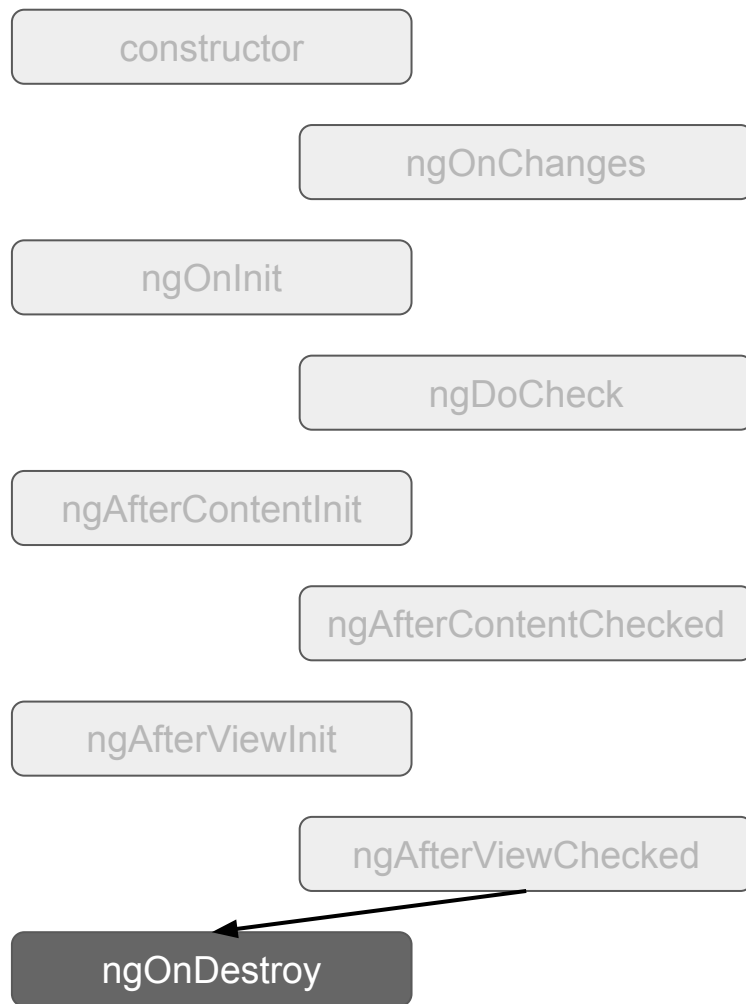 constructor
ngOnChanges
ngOnInit
ngDoCheck
ngAfterContentInit
ngAfterContentChecked
ngAfterViewInit
ngAfterViewChecked
ngOnDestroy